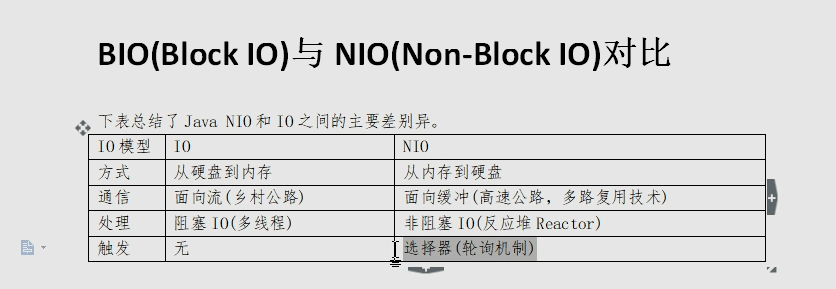 BIO(Block IO)与 NIO(Non-Block IO)对比
下表总结了Java NIO和IO之间的主要差别异。
IO模型 IO NIO
方式 从硬盘到内存 从内存到硬盘
通信 面向流(乡村公路) 面向缓冲(高速公路，多路复用技术)
处理 阻塞IO(多线程) 非阻塞IO(反应堆Reactor)
触发 无 选择器(轮询机制)